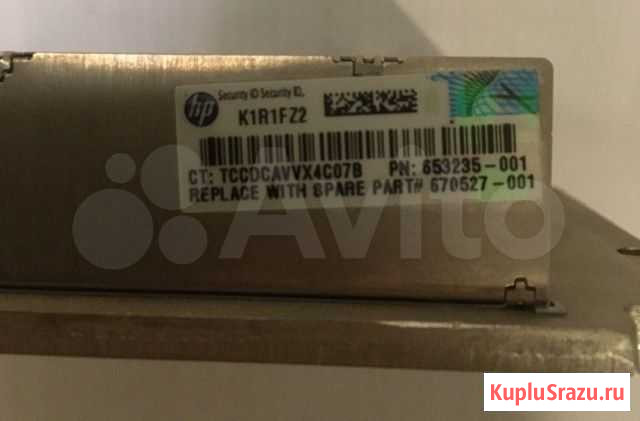 Security ID Security ID,
hp K1R1FZ2
CT: TCCDCAVVX4C07B PN: 653235-001
REPLACE WITH SPARE PART# 670527-001
Avito
KupluSrazu.ru